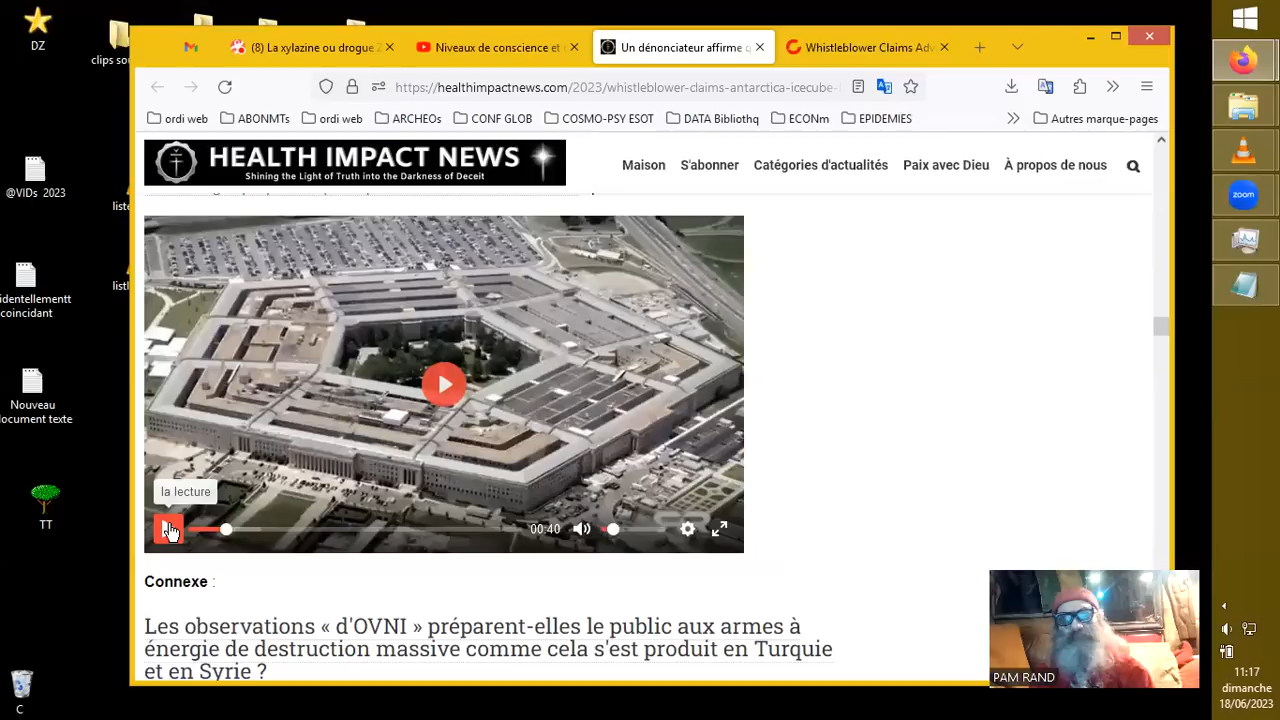 DZ
clips sou
@VIDs 2023
liste
identellementt
coincidant
listl
Nouveau
document texte
TT
C
(8) La xylazine ou drogue Z
Niveaux de conscience et
Un dénonciateur affirme q
Whistleblower Claims Adv
https://healthimpactnews.com/2023/whistleblower-claims-antarctica-icecube-
ordi web
ABONMTs
ordi web
ARCHEOs
CONF GLOB
COSMO-PSY ESOT
DATA Bibliothq
ECONm
EPIDEMIES
Autres marque-pages
HEALTH IMPACT NEWS
Shining the Light of Truth into the Darkness of Deceit
Maison
S'abonner
Catégories d'actualités
Paix avec Dieu
À propos de nous
la lecture
00:40
Connexe :
Les observations « d'OVNI » préparent-elles le public aux armes à
énergie de destruction massive comme cela s'est produit en Turquie
et en Syrie ?
PAM RAND
zoom
11:17
dimanche
18/06/2023